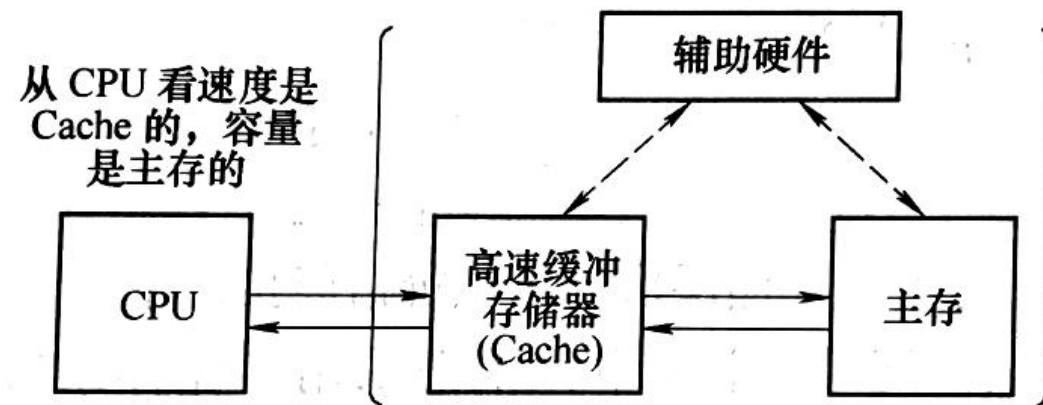 辅助硬件
从 CPU 看速度是
Cache 的，容量
是主存的
CPU
高速缓冲
存储器
(Cache)
主存